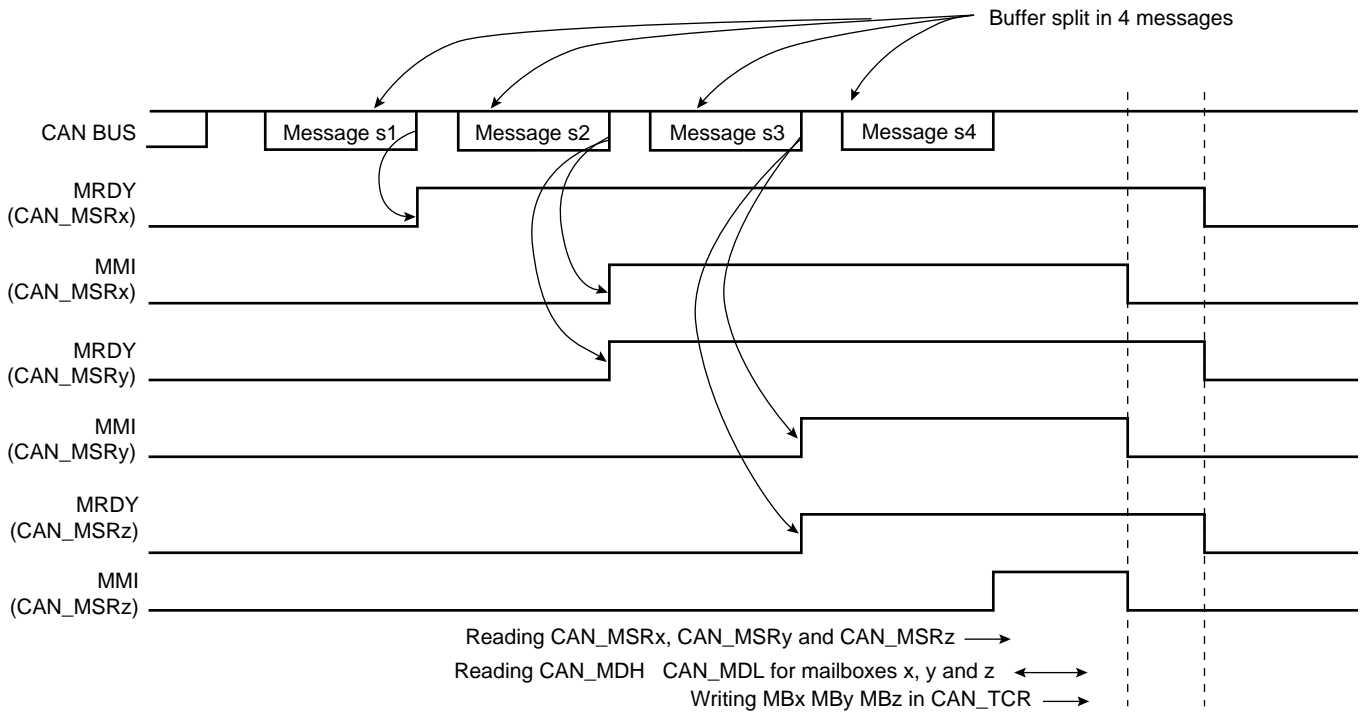 Buffer split in 4 messages
CAN BUS
Message s1
Message s2
Message s3
Message s4
MRDY
(CAN_MSRx)
MMI
(CAN_MSRx)
MRDY
(CAN_MSRy)
MMI
(CAN_MSRy)
MRDY
(CAN_MSRz)
MMI
(CAN_MSRz)
Reading CAN_MSRx, CAN_MSRy and CAN_MSRz
Reading CAN_MDH CAN_MDL for mailboxes x, y and z
Writing MBx MBy MBz in CAN_TCR